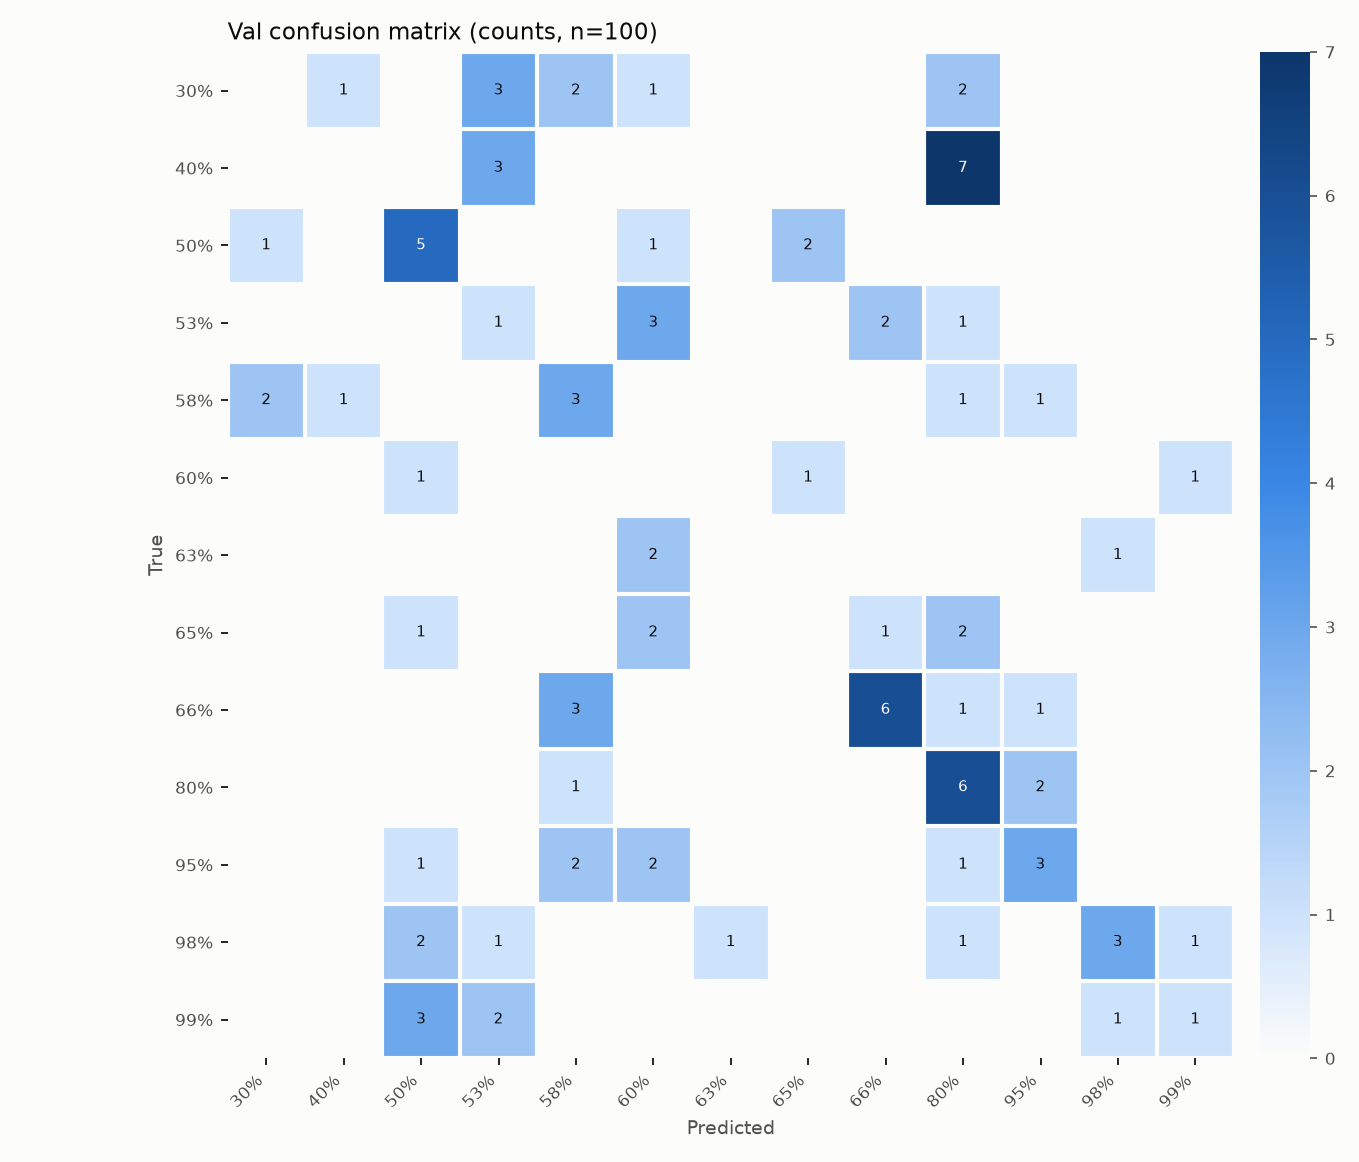 Val confusion matrix (counts, n=100)
7
30% 1 3 2 1 2
40% 3 7
6
50% 1 5 1 2
53% 1 3 2 1
5
58% 2 1 3 1 1
60% 1 1 1
4
True
63% 2 1
65% 1 2 1 2
3
66% 3 6 1 1
80% 1 6 2
2
95% 1 2 2 1 3
98% 2 1 1 1 3 1
1
99% 3 2 1 1
0
30% 40% 50% 53% 58% 60% 63% 65% 66% 80% 95% 98% 99%
Predicted